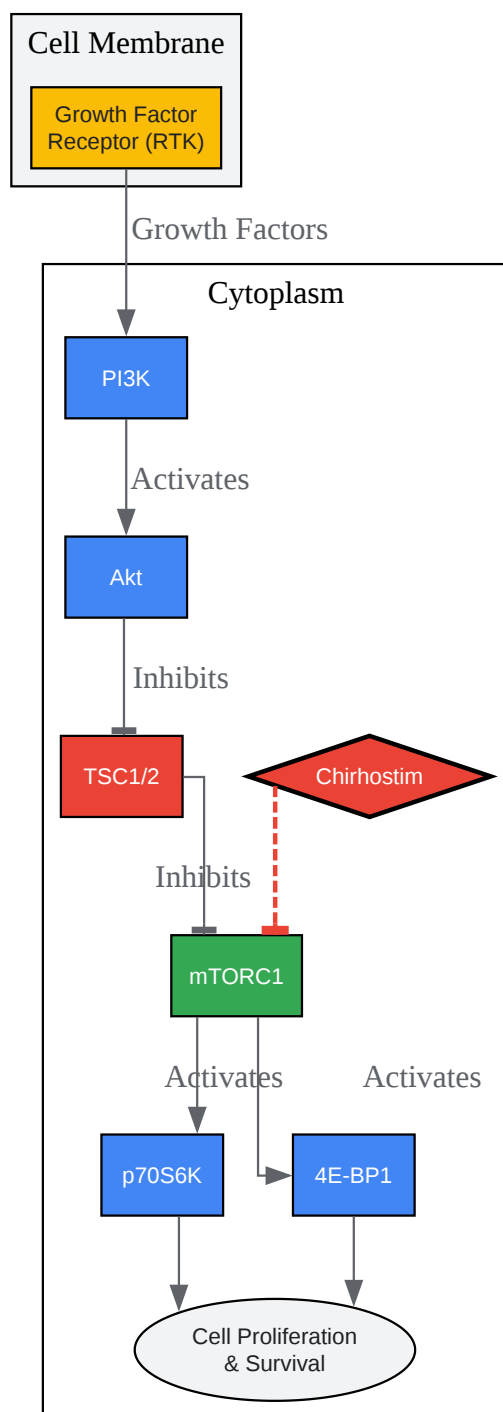 Cell Membrane
Growth Factor
Receptor (RTK)
Growth Factors
Cytoplasm
PI3K
Activates
Akt
Inhibits
TSC1/2
Chirhostim
Inhibits
mTORC1
Activates
Activates
p70S6K
4E-BP1
Cell Proliferation
& Survival